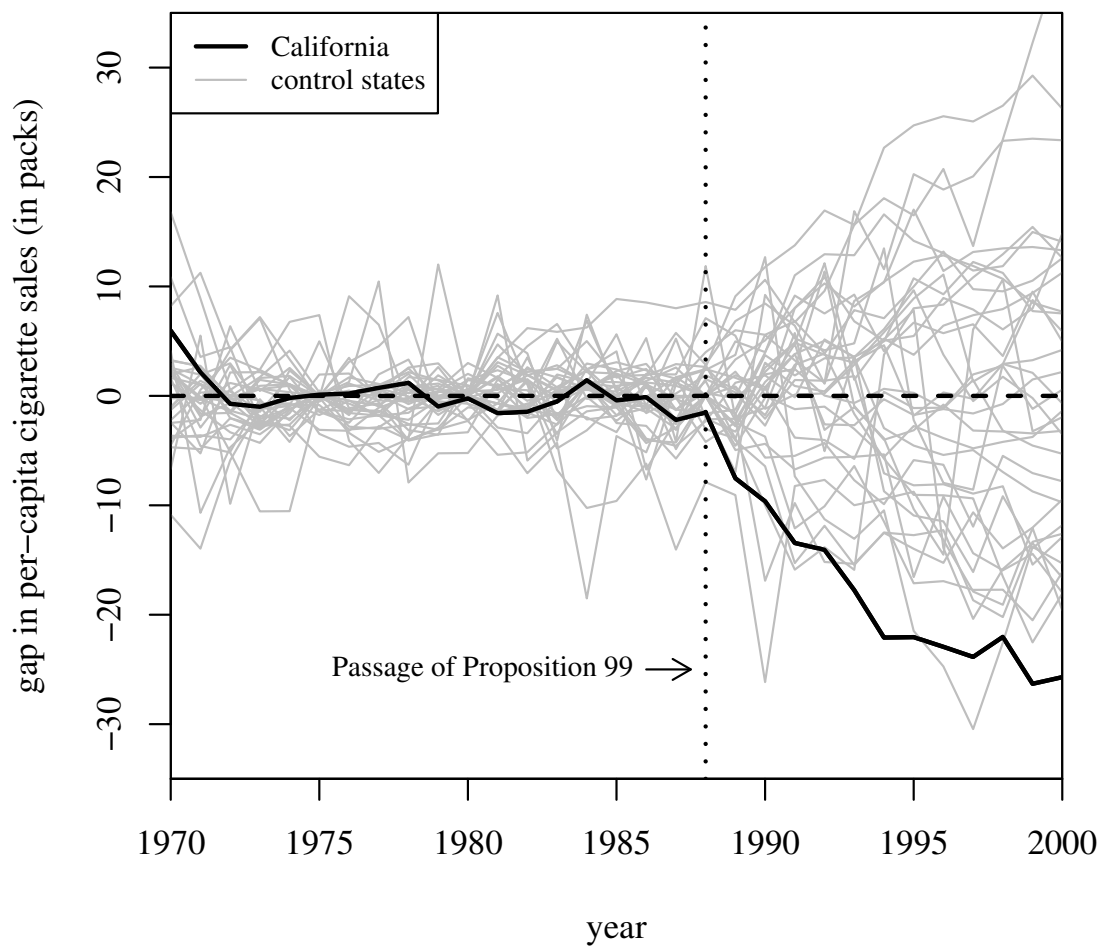 California
control states
30
20
10
0
−10
−20
−30
gap in per−capita cigarette sales (in packs)
Passage of Proposition 99
1970 1975 1980 1985 1990 1995 2000
year